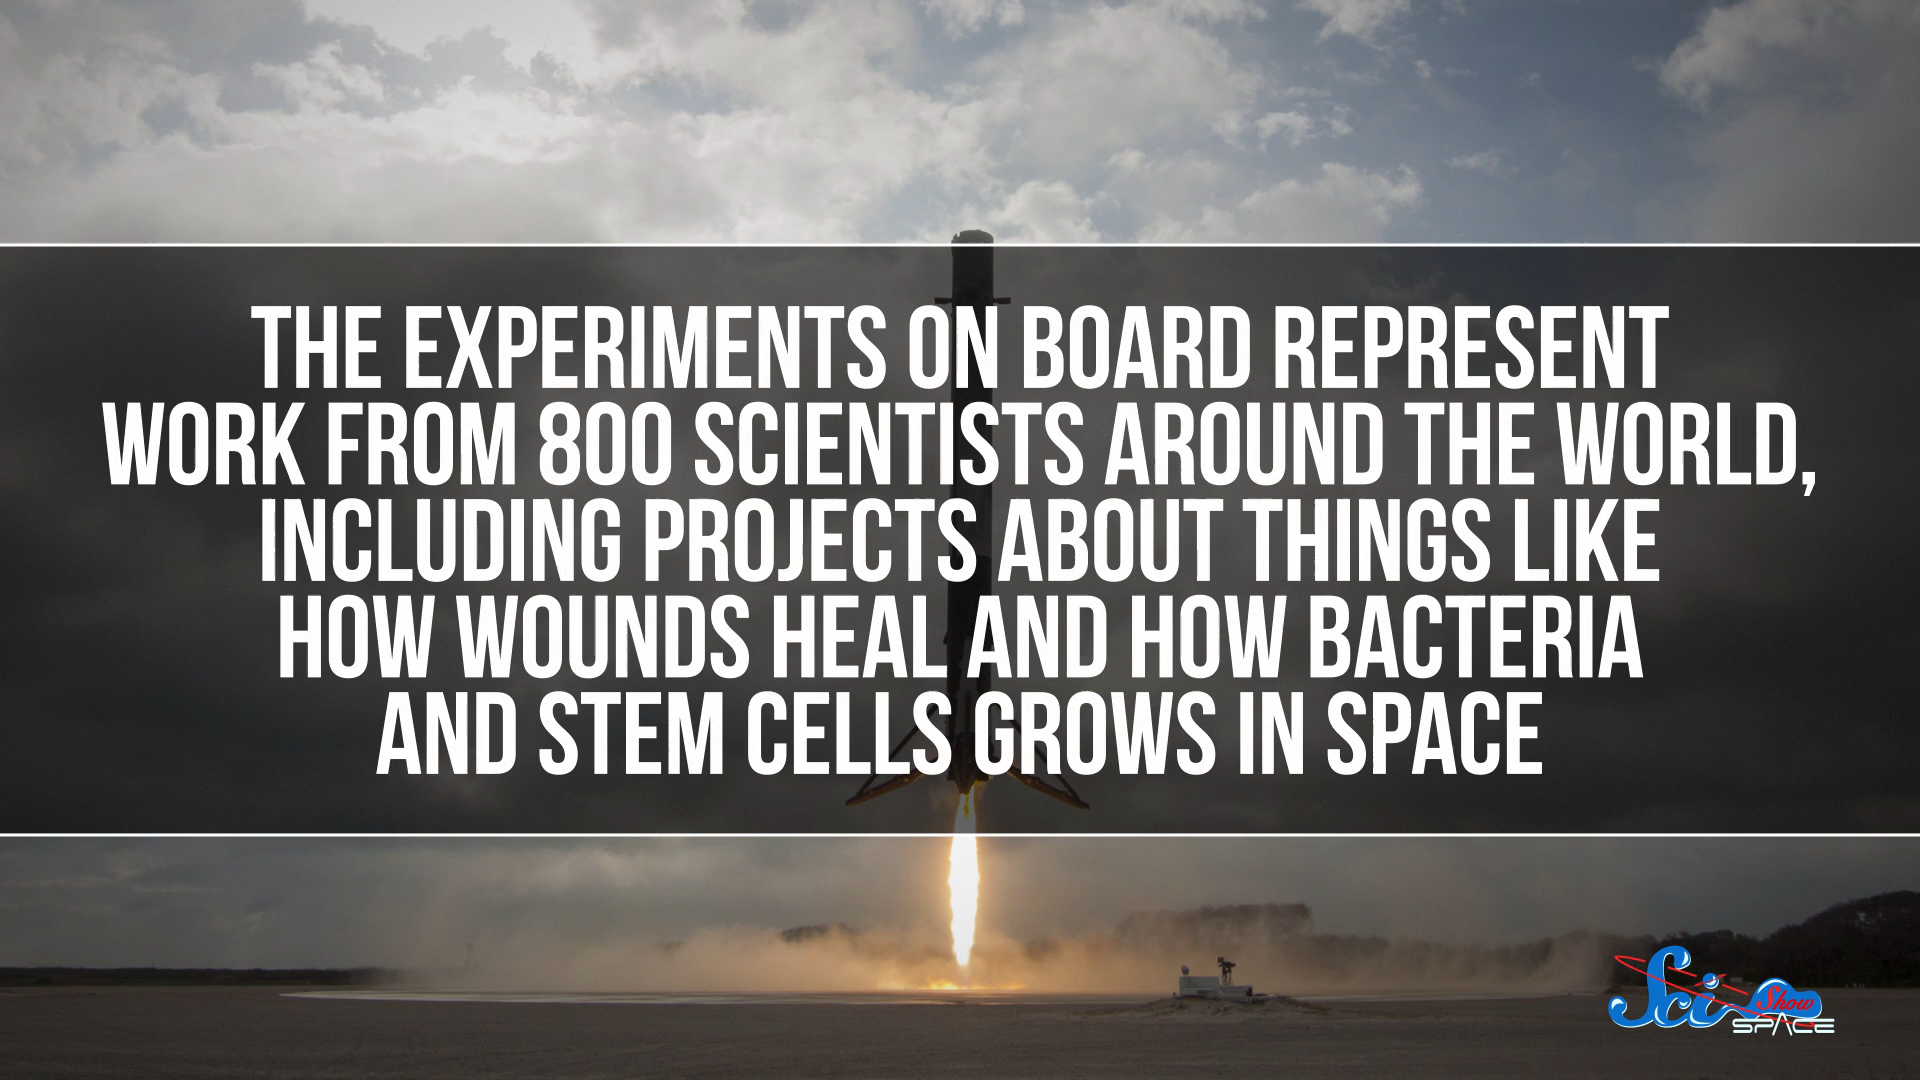 THE EXPERIMENTS ON BOARD REPRESENT
WORK FROM 800 SCIENTISTS AROUND THE WORLD,
INCLUDING PROJECTS ABOUT THINGS LIKE
HOW WOUNDS HEAL AND HOW BACTERIA
AND STEM CELLS GROWS IN SPACE
Sci Show
SPACE